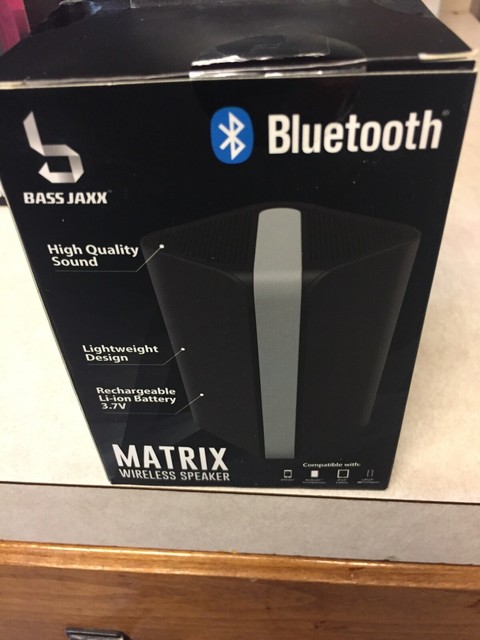 Bluetooth®
BASS JAXX
High Quality
Sound
Lightweight
Design
Rechargeable
Li-ion Battery
3.7V
MATRIX
WIRELESS SPEAKER
Compatible with: